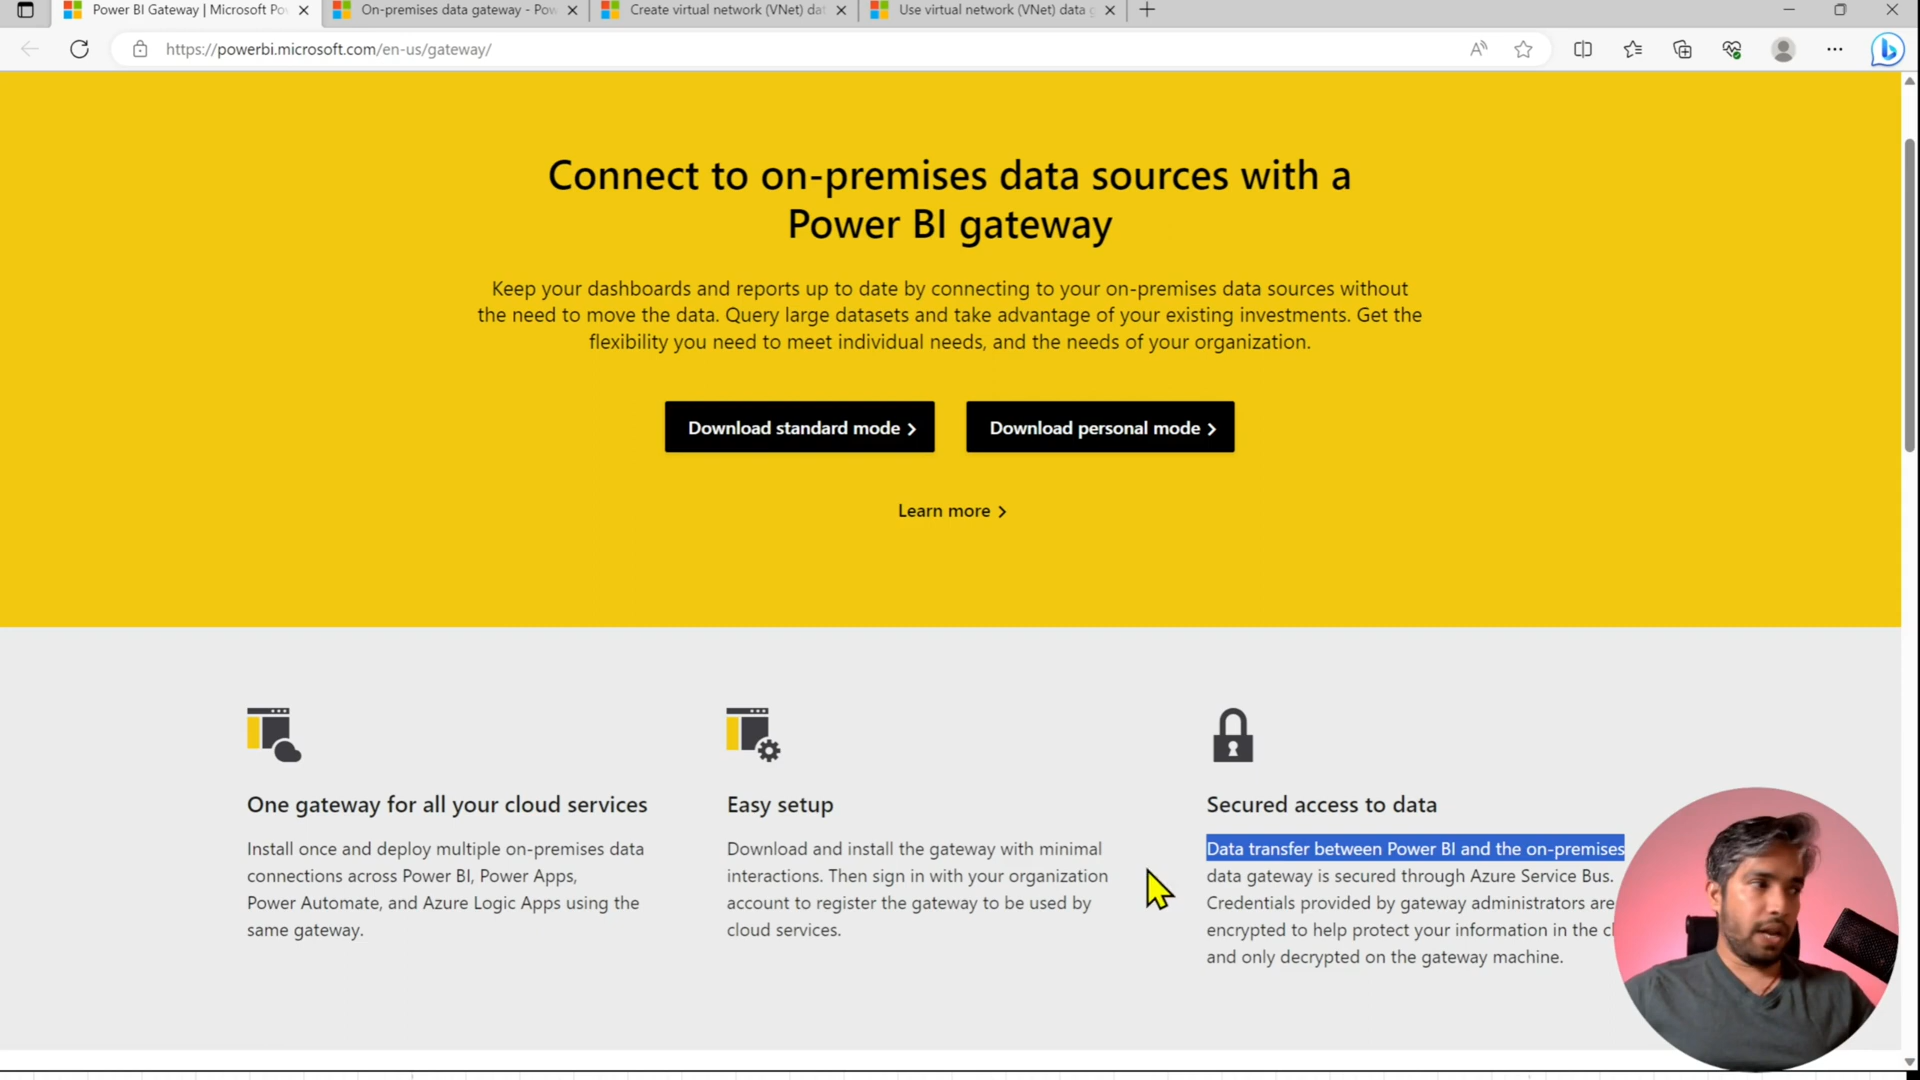 Power BI Gateway | Microsoft Po
On-premises data gateway - Pow
Create virtual network (VNet) dat
Use virtual network (VNet) data g
https://powerbi.microsoft.com/en-us/gateway/
Connect to on-premises data sources with a
Power BI gateway
Keep your dashboards and reports up to date by connecting to your on-premises data sources without
the need to move the data. Query large datasets and take advantage of your existing investments. Get the
flexibility you need to meet individual needs, and the needs of your organization.
Download standard mode
Download personal mode
Learn more
One gateway for all your cloud services
Install once and deploy multiple on-premises data
connections across Power BI, Power Apps,
Power Automate, and Azure Logic Apps using the
same gateway.
Easy setup
Download and install the gateway with minimal
interactions. Then sign in with your organization
account to register the gateway to be used by
cloud services.
Secured access to data
Data transfer between Power BI and the on-premises
data gateway is secured through Azure Service Bus.
Credentials provided by gateway administrators are
encrypted to help protect your information in the
and only decrypted on the gateway machine.